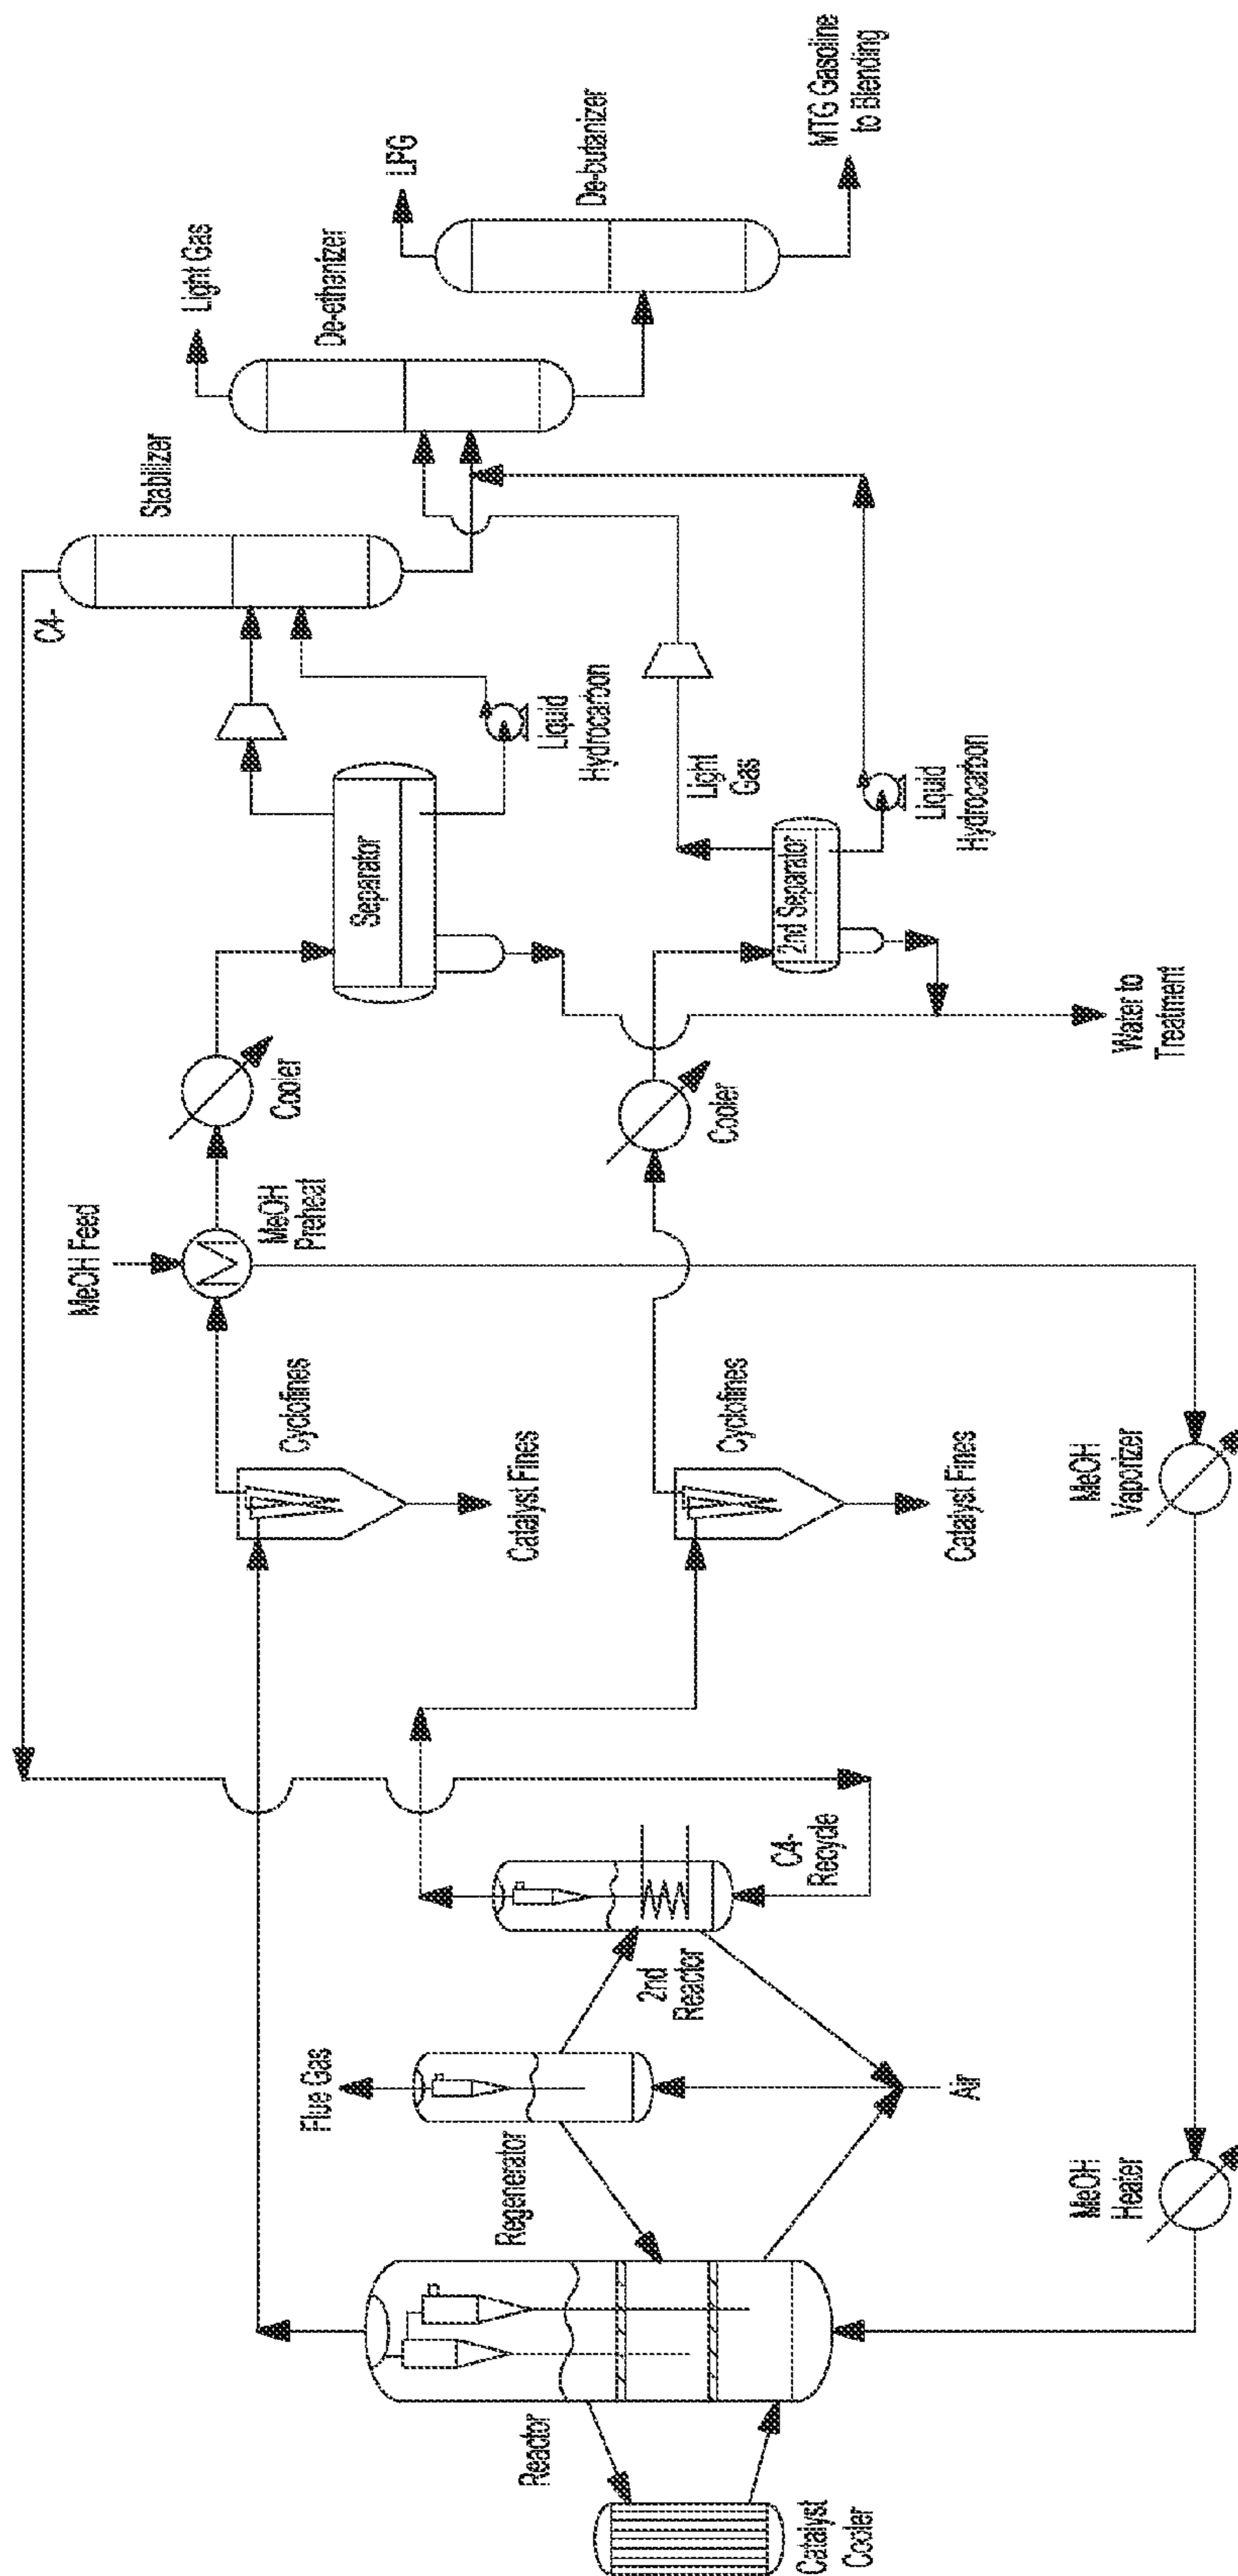 C4-
Stabilizer
Light Gas
De-ethanizer
LPG
De-butanizer
MTG Gasoline
to Blending
MeOH Feed
MeOH
Preheat
Cooler
Separator
Liquid
Hydrocarbon
Light
Gas
Cyclofines
Catalyst Fines
Cooler
2nd Separator
Liquid
Hydrocarbon
Water to
Treatment
Cyclofines
Catalyst Fines
Flue Gas
Regenerator
2nd
Reactor
C4-
Recycle
Air
Reactor
Catalyst
Cooler
MeOH
Heater
MeOH
Vaporizer